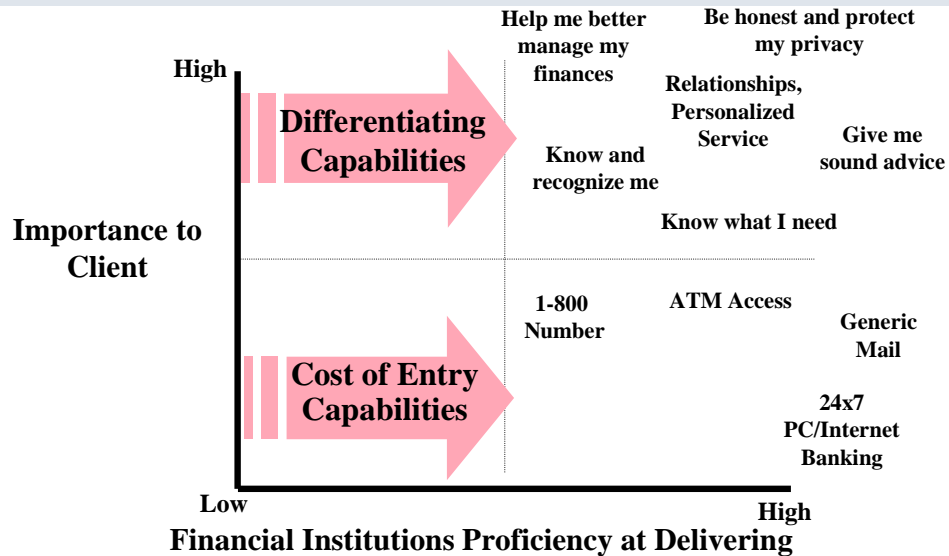 Help me better
manage my
finances
Be honest and protect
my privacy
High
Relationships,
Personalized
Service
Differentiating
Capabilities
Give me
sound advice
Know and
recognize me
Know what I need
Importance to
Client
1-800
Number
ATM Access
Generic
Mail
Cost of Entry
Capabilities
24x7
PC/Internet
Banking
Low
High
Financial Institutions Proficiency at Delivering